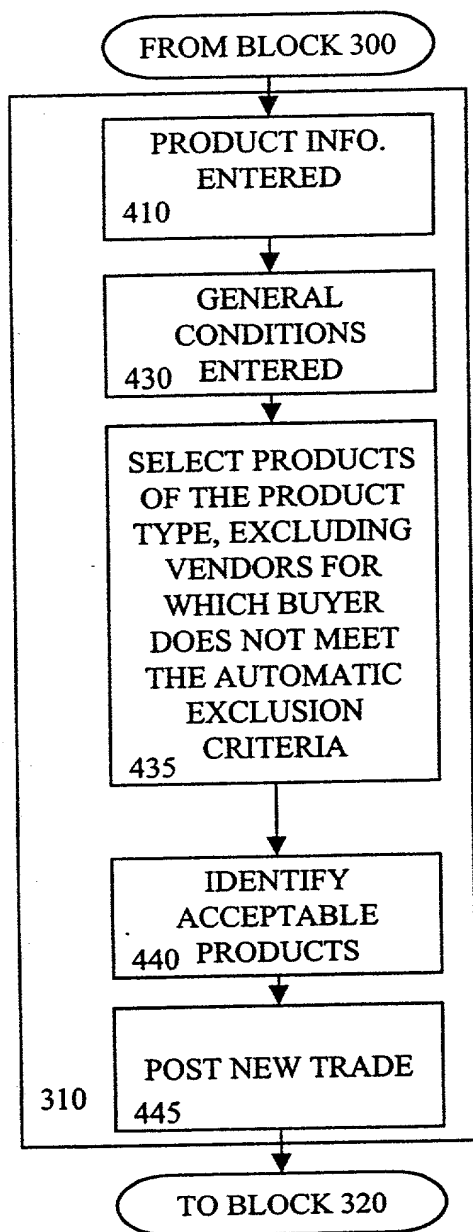 FROM BLOCK 300
PRODUCT INFO.
ENTERED
410
GENERAL
CONDITIONS
ENTERED
430
SELECT PRODUCTS
OF THE PRODUCT
TYPE, EXCLUDING
VENDORS FOR
WHICH BUYER
DOES NOT MEET
THE AUTOMATIC
EXCLUSION
CRITERIA
435
IDENTIFY
ACCEPTABLE
PRODUCTS
440
POST NEW TRADE
310
445
TO BLOCK 320